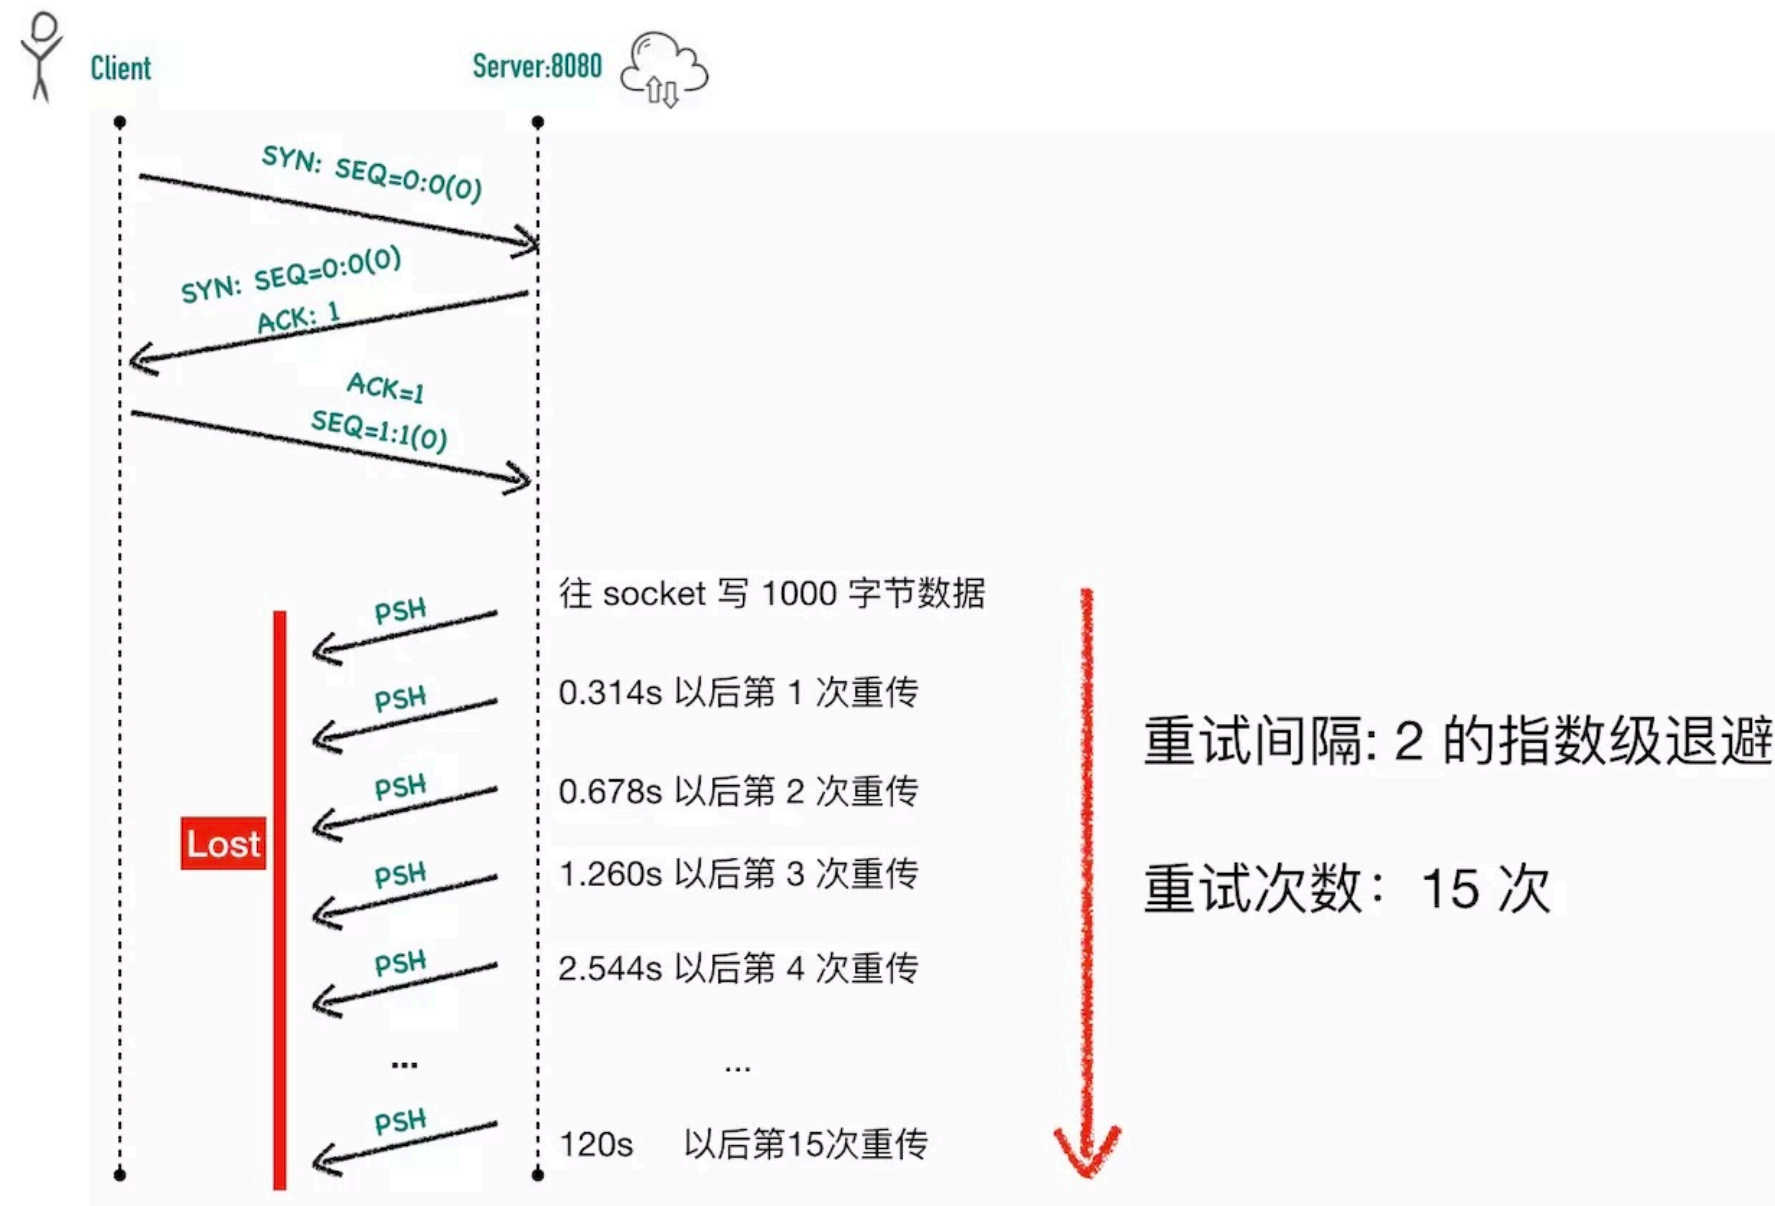 Client
Server:8080
SYN: SEQ=0:0(0)
SYN: SEQ=0:0(0)
ACK: 1
ACK=1
SEQ=1:1(0)
往 socket 写 1000 字节数据
PSH
0.314s 以后第 1 次重传
PSH
0.678s 以后第 2 次重传
PSH
1.260s 以后第 3 次重传
PSH
2.544s 以后第 4 次重传
PSH
...
...
120s 以后第15次重传
PSH
Lost
重试间隔: 2 的指数级退避
重试次数：15 次